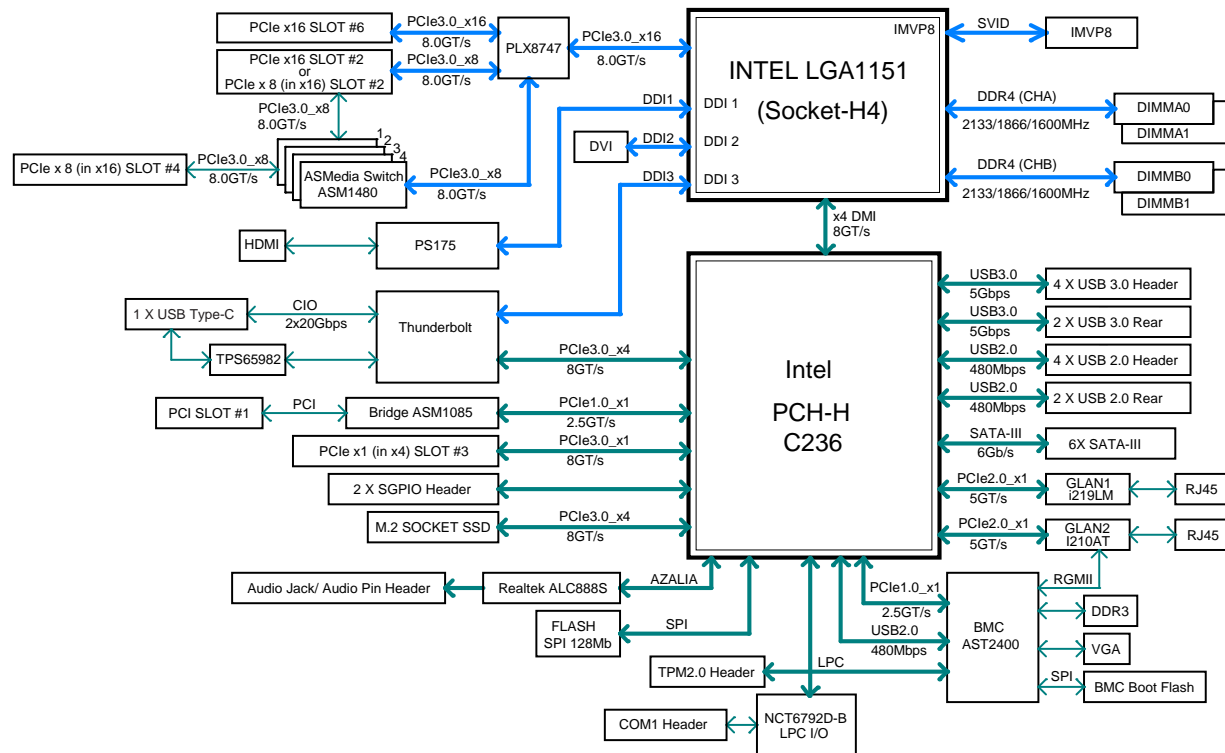 PCIe x16 SLOT #6
PCIe3.0_x16
8.0GT/s
PCIe x16 SLOT #2
or
PCIe x 8 (in x16) SLOT #2
PCIe3.0_x8
8.0GT/s
PLX8747
PCIe3.0_x16
8.0GT/s
PCIe3.0_x8
8.0GT/s
PCIe x 8 (in x16) SLOT #4
PCIe3.0_x8
8.0GT/s
1
2
3
4
ASMedia Switch
ASM1480
PCIe3.0_x8
8.0GT/s
IMVP8
INTEL LGA1151
(Socket-H4)
DDI 1
DDI 2
DDI 3
DDI1
DDI2
DDI3
DVI
SVID
IMVP8
DDR4 (CHA)
2133/1866/1600MHz
DIMMA0
DIMMA1
DDR4 (CHB)
2133/1866/1600MHz
DIMMB0
DIMMB1
x4 DMI
8GT/s
HDMI
PS175
1 X USB Type-C
CIO
2x20Gbps
Thunderbolt
TPS65982
PCIe3.0_x4
8GT/s
PCI SLOT #1
PCI
Bridge ASM1085
PCIe1.0_x1
2.5GT/s
PCIe x1 (in x4) SLOT #3
PCIe3.0_x1
8GT/s
2 X SGPIO Header
M.2 SOCKET SSD
PCIe3.0_x4
8GT/s
Intel
PCH-H
C236
USB3.0
5Gbps
4 X USB 3.0 Header
USB3.0
5Gbps
2 X USB 3.0 Rear
USB2.0
480Mbps
4 X USB 2.0 Header
USB2.0
480Mbps
2 X USB 2.0 Rear
SATA-III
6Gb/s
6X SATA-III
PCIe2.0_x1
5GT/s
GLAN1
i219LM
RJ45
PCIe2.0_x1
5GT/s
GLAN2
I210AT
RJ45
Audio Jack/ Audio Pin Header
Realtek ALC888S
AZALIA
FLASH
SPI 128Mb
SPI
PCIe1.0_x1
2.5GT/s
USB2.0
480Mbps
BMC
AST2400
RGMII
DDR3
VGA
SPI
BMC Boot Flash
TPM2.0 Header
LPC
COM1 Header
NCT6792D-B
LPC I/O